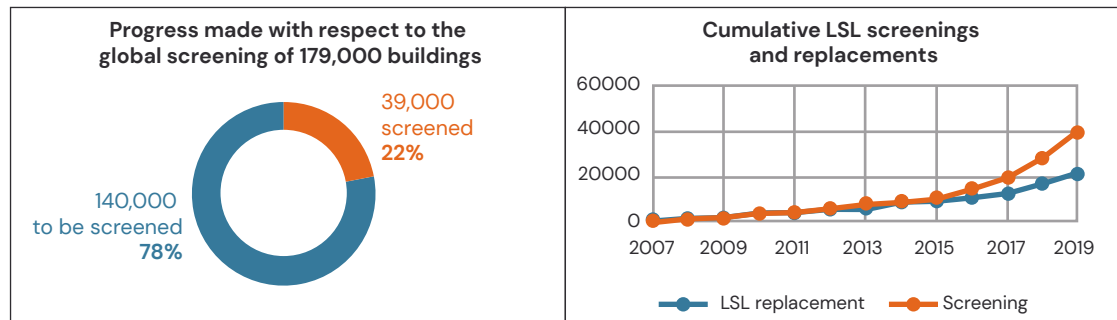 Progress made with respect to the
global screening of 179,000 buildings
39,000
screened
22%
140,000
to be screened
78%
Cumulative LSL screenings
and replacements
60000
40000
20000
0
2007 2009 2011 2013 2015 2017 2019
LSL replacement Screening